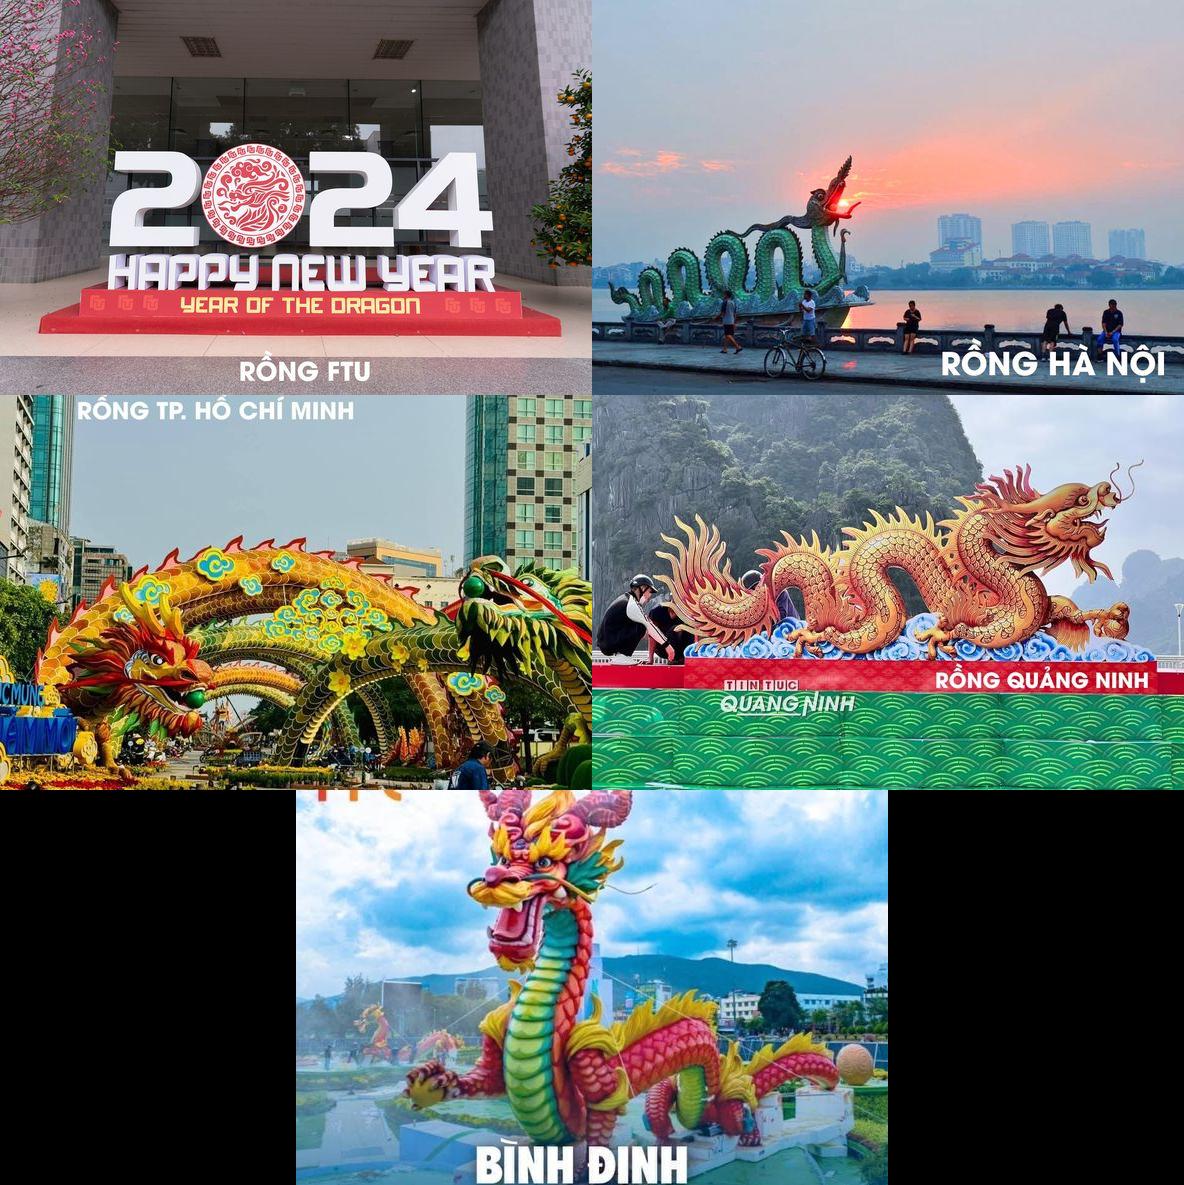 2024
HAPPY NEW YEAR
YEAR OF THE DRAGON
RỒNG FTU
RỒNG HÀ NỘI
RỒNG TP. HỒ CHÍ MINH
TIN TỨC
QUẢNG NINH
RỒNG QUẢNG NINH
BÌNH ĐỊNH